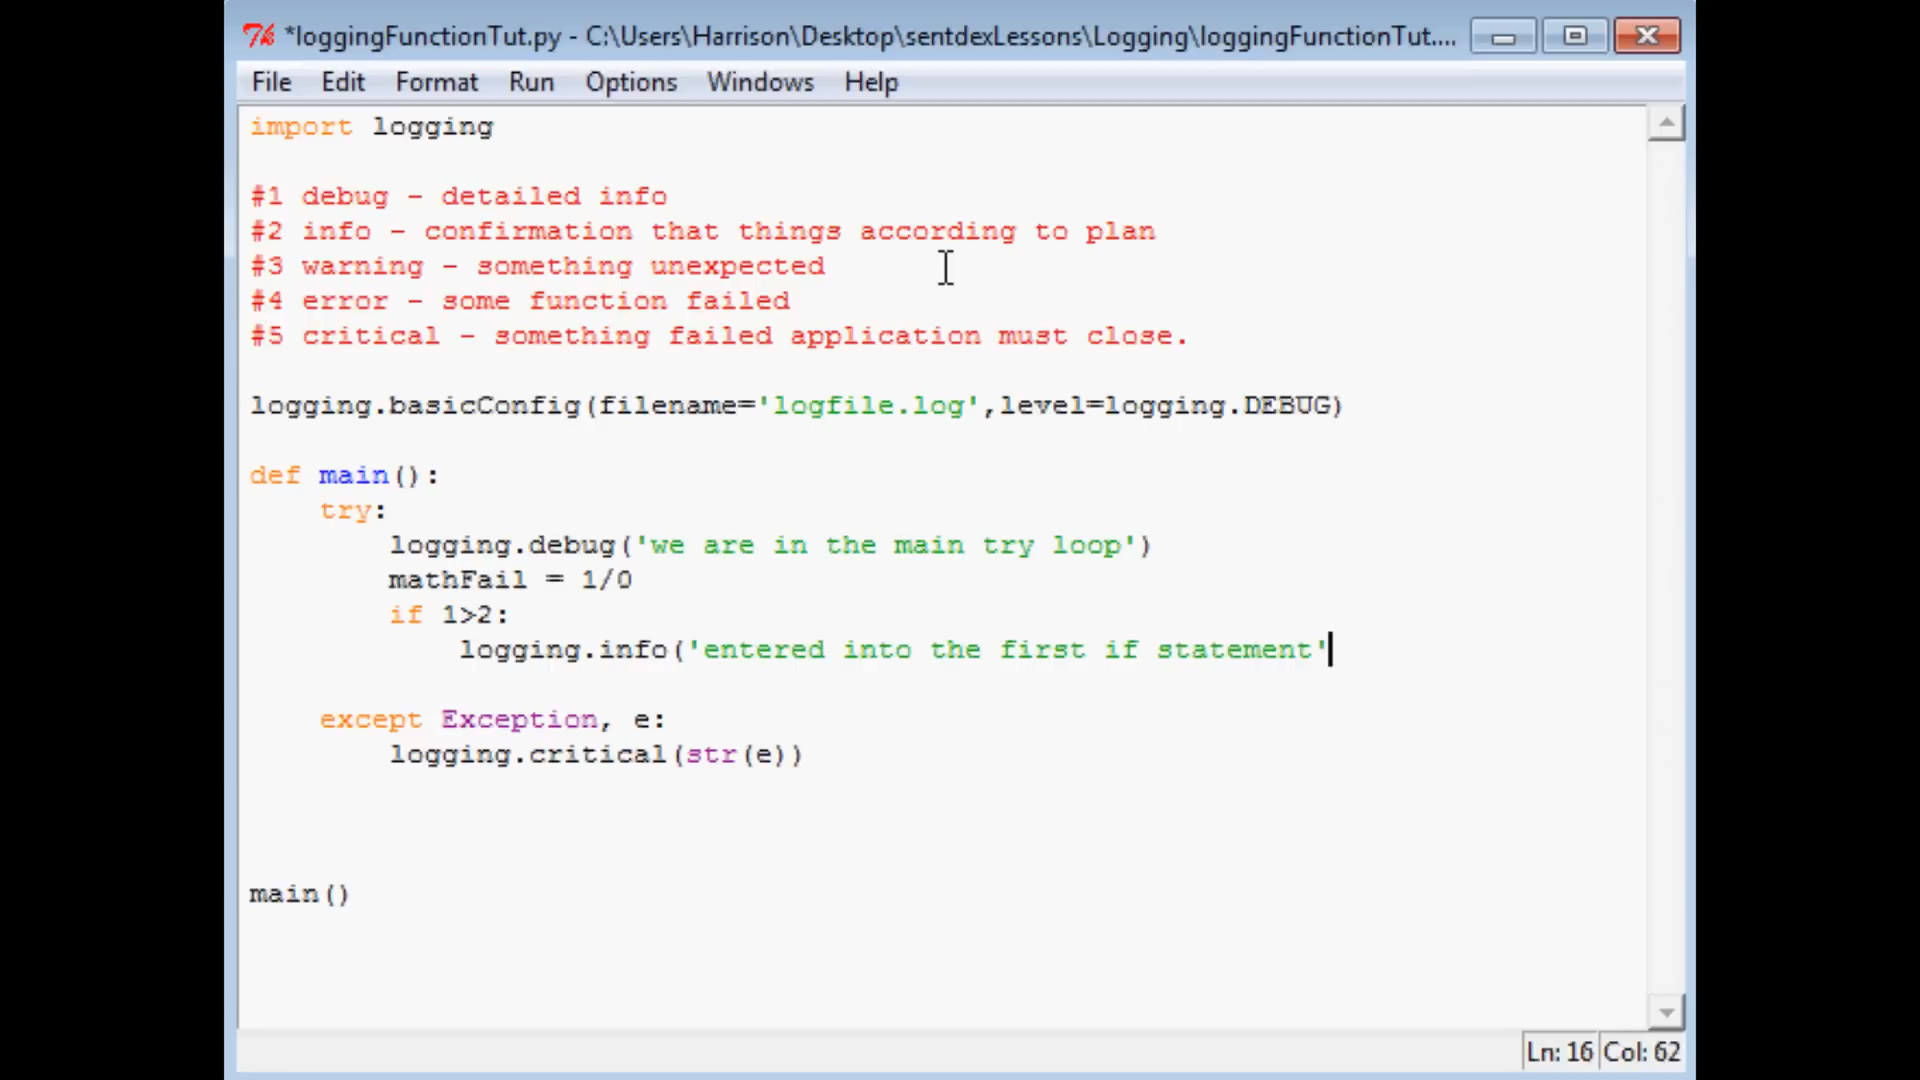 *loggingFunctionTut.py - C:\Users\Harrison\Desktop\sentdexLessons\Logging\loggingFunctionTut....
File Edit Format Run Options Windows Help
import logging
#1 debug - detailed info
#2 info - confirmation that things according to plan
#3 warning - something unexpected
#4 error - some function failed
#5 critical - something failed application must close.
logging.basicConfig(filename='logfile.log',level=logging.DEBUG)
def main():
    try:
        logging.debug('we are in the main try loop')
        mathFail = 1/0
        if 1>2:
            logging.info('entered into the first if statement'
    except Exception, e:
        logging.critical(str(e))
main()
Ln: 16 Col: 62